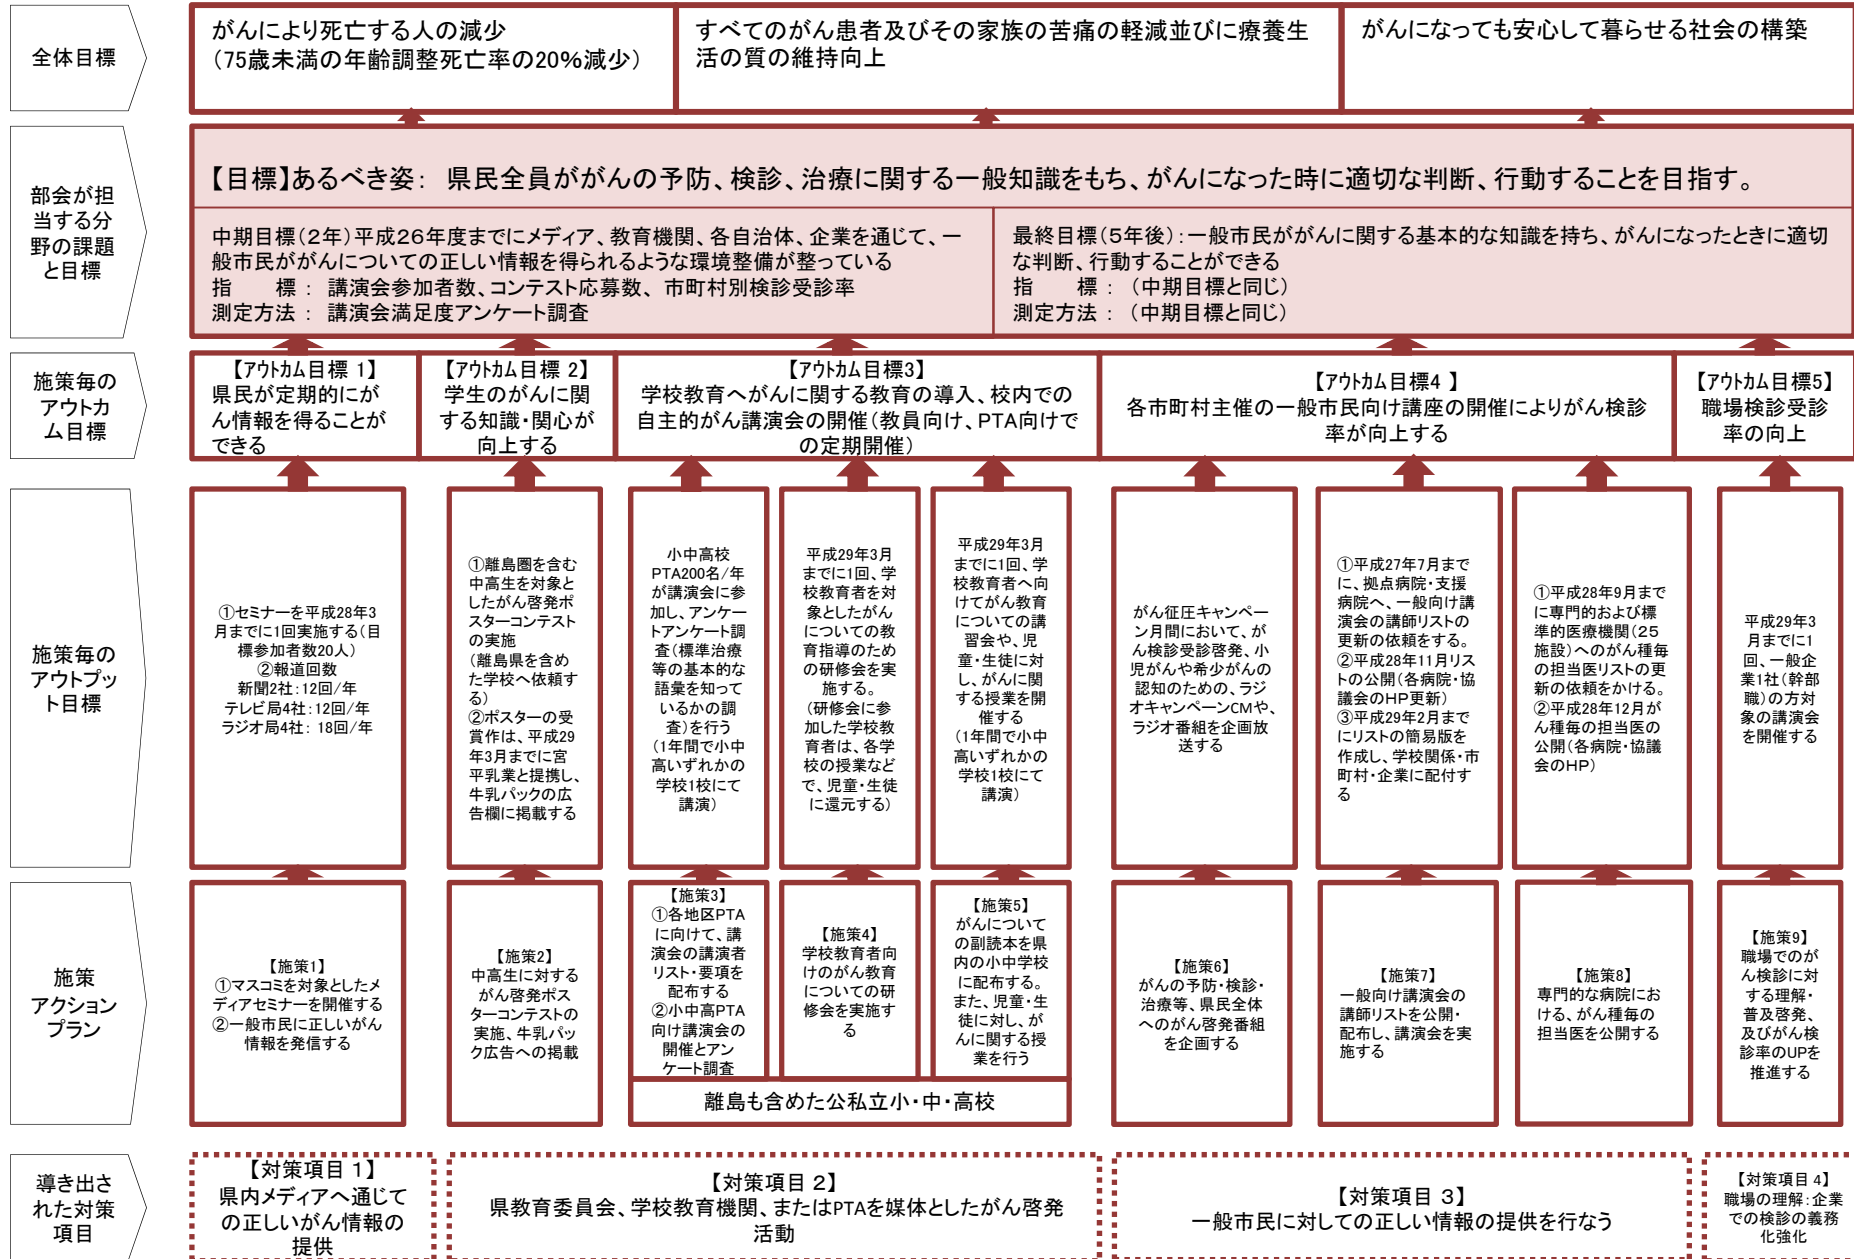 全体目標
がんにより死亡する人の減少
(75歳未満の年齢調整死亡率の20%減少)
すべてのがん患者及びその家族の苦痛の軽減並びに療養生
活の質の維持向上
がんになっても安心して暮らせる社会の構築
部会が担
当する分
野の課題
と目標
【目標】あるべき姿: 県民全員ががんの予防、検診、治療に関する一般知識をもち、がんになった時に適切な判断、行動することを目指す。
中期目標(2年)平成26年度までにメディア、教育機関、各自治体、企業を通じて、一
般市民ががんについての正しい情報を得られるような環境整備が整っている
指 標 : 講演会参加者数、コンテスト応募数、 市町村別検診受診率
測定方法 : 講演会満足度アンケート調査
最終目標(5年後):一般市民ががんに関する基本的な知識を持ち、がんになったときに適切
な判断、行動することができる
指 標 : (中期目標と同じ)
測定方法 : (中期目標と同じ)
施策毎の
アウトカ
ム目標
【アウトカム目標 1】
県民が定期的にが
ん情報を得ることが
できる
【アウトカム目標 2】
学生のがんに関
する知識・関心が
向上する
【アウトカム目標3】
学校教育へがんに関する教育の導入、校内での
自主的がん講演会の開催(教員向け、PTA向けで
の定期開催)
【アウトカム目標4 】
各市町村主催の一般市民向け講座の開催によりがん検診
率が向上する
【アウトカム目標5】
職場検診受診
率の向上
施策毎の
アウトプッ
ト目標
①セミナーを平成28年3
月までに1回実施する(目
標参加者数20人)
②報道回数
新聞2社:12回/年
テレビ局4社:12回/年
ラジオ局4社: 18回/年
①離島圏を含む
中高生を対象と
したがん啓発ポ
スターコンテスト
の実施
(離島県を含め
た学校へ依頼す
る)
②ポスターの受
賞作は、平成29
年3月までに宮
平乳業と提携し、
牛乳パックの広
告欄に掲載する
小中高校
PTA200名/年
が講演会に参
加し、アンケー
トアンケート調
査(標準治療
等の基本的な
語彙を知って
いるかの調
査)を行う
(1年間で小中
高いずれかの
学校1校にて
講演)
平成29年3月
までに1回、学
校教育者を対
象としたがん
についての教
育指導のため
の研修会を実
施する。
(研修会に参
加した学校教
育者は、各学
校の授業など
で、児童・生徒
に還元する)
平成29年3月
までに1回、学
校教育者へ向
けてがん教育
についての講
習会や、児
童・生徒に対
し、がんに関
する授業を開
催する
(1年間で小中
高いずれかの
学校1校にて
講演)
がん征圧キャンペー
ン月間において、が
ん検診受診啓発、小
児がんや希少がんの
認知のための、ラジ
オキャンペーンCMや、
ラジオ番組を企画放
送する
①平成27年7月まで
に、拠点病院・支援
病院へ、一般向け講
演会の講師リストの
更新の依頼をする。
②平成28年11月リス
トの公開(各病院・協
議会のHP更新)
③平成29年2月まで
にリストの簡易版を
作成し、学校関係・市
町村・企業に配付す
る
①平成28年9月まで
に専門的および標
準的医療機関(25
施設)へのがん種毎
の担当医リストの更
新の依頼をかける。
②平成28年12月が
ん種毎の担当医の
公開(各病院・協議
会のHP)
平成29年3
月までに1
回、一般企
業1社(幹部
職)の方対
象の講演会
を開催する
施策
アクション
プラン
【施策1】
①マスコミを対象としたメ
ディアセミナーを開催する
②一般市民に正しいがん
情報を発信する
【施策2】
中高生に対する
がん啓発ポス
ターコンテストの
実施、牛乳パッ
ク広告への掲載
【施策3】
①各地区PTA
に向けて、講
演会の講演者
リスト・要項を
配布する
②小中高PTA
向け講演会の
開催とアン
ケート調査
【施策4】
学校教育者向
けのがん教育
についての研
修会を実施す
る
【施策5】
がんについて
の副読本を県
内の小中学校
に配布する。
また、児童・生
徒に対し、が
んに関する授
業を行う
離島も含めた公私立小・中・高校
【施策6】
がんの予防・検診・
治療等、県民全体
へのがん啓発番組
を企画する
【施策7】
一般向け講演会の
講師リストを公開・
配布し、講演会を実
施する
【施策8】
専門的な病院にお
ける、がん種毎の
担当医を公開する
【施策9】
職場でのが
ん検診に対
する理解・
普及啓発、
及びがん検
診率のUPを
推進する
導き出さ
れた対策
項目
【対策項目 1】
県内メディアへ通じて
の正しいがん情報の
提供
【対策項目 2】
県教育委員会、学校教育機関、またはPTAを媒体としたがん啓発
活動
【対策項目 3】
一般市民に対しての正しい情報の提供を行なう
【対策項目 4】
職場の理解:企業
での検診の義務
化強化